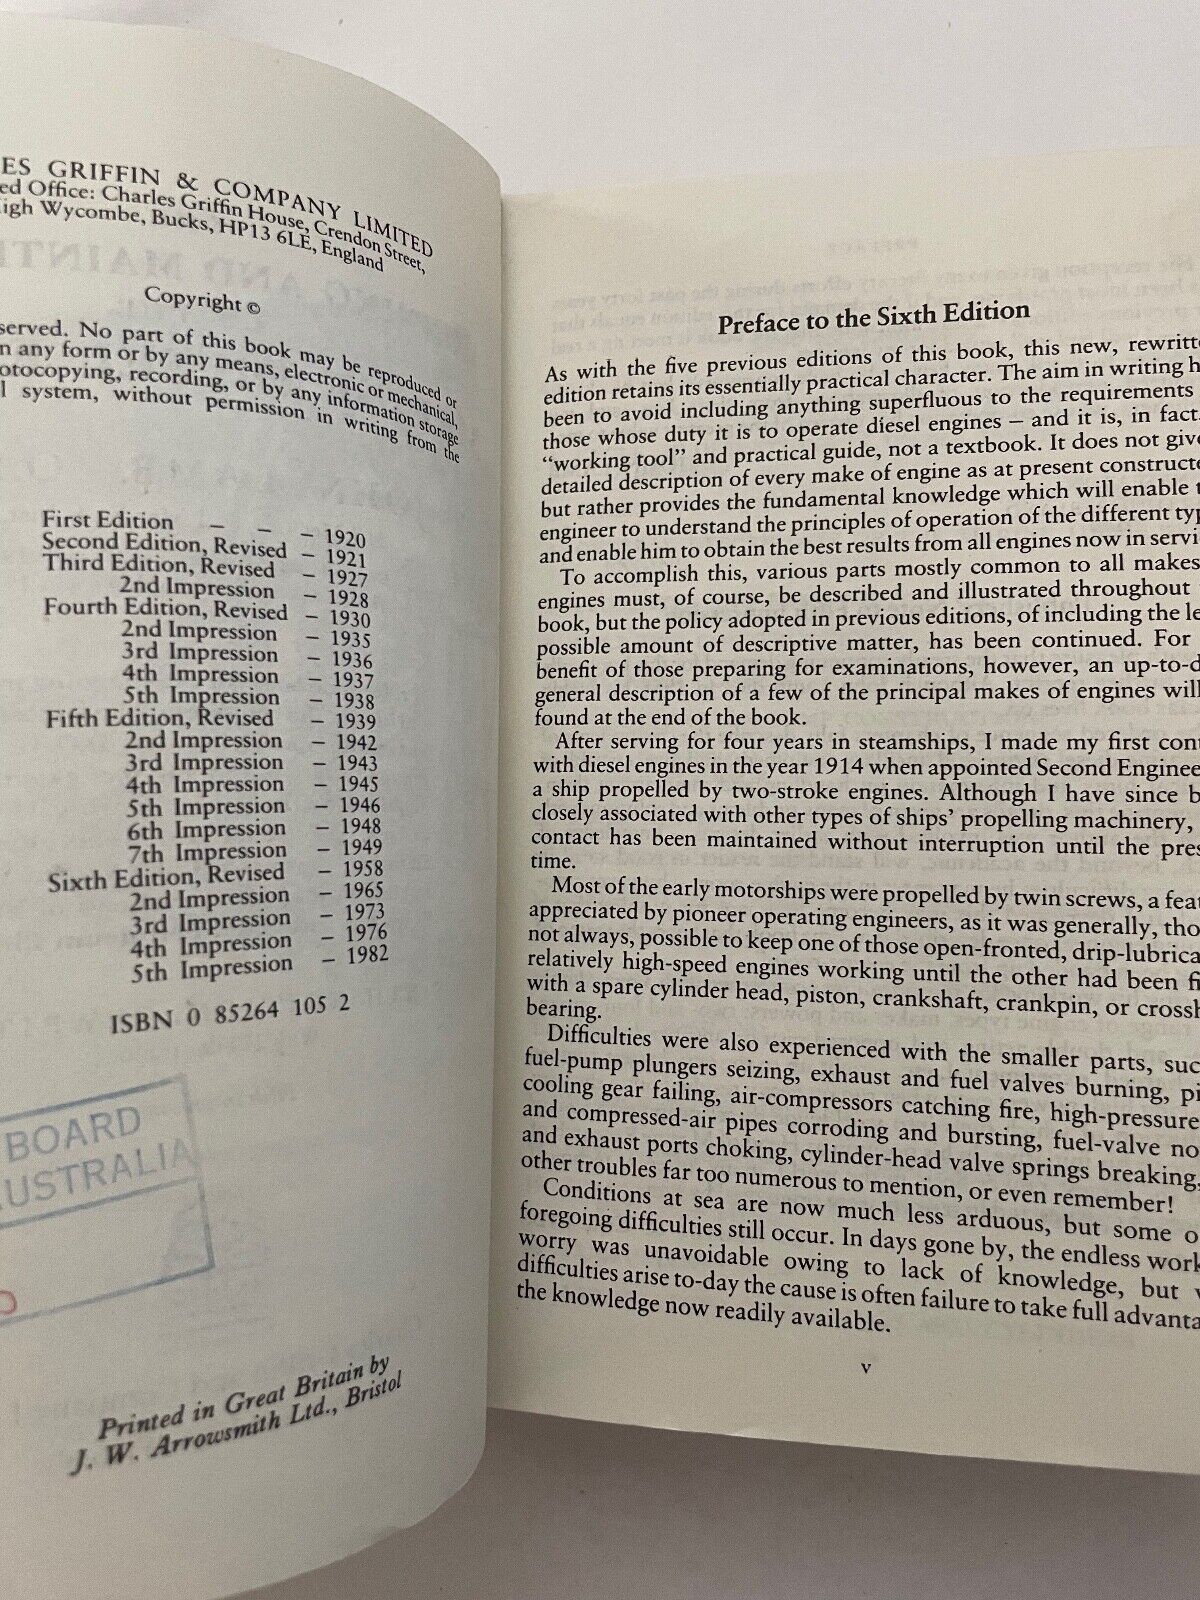 ES GRIFFIN & COMPANY LIMITED
ed Office: Charles Griffin House, Crendon Street,
igh Wycombe, Bucks, HP13 6LE, England
Copyright ©
served. No part of this book may be reproduced or
n any form or by any means, electronic or mechanical,
otocopying, recording, or by any information storage
l system, without permission in writing from the
First Edition – – – 1920
Second Edition, Revised – 1921
Third Edition, Revised – 1927
2nd Impression – 1928
Fourth Edition, Revised – 1930
2nd Impression – 1935
3rd Impression – 1936
4th Impression – 1937
5th Impression – 1938
Fifth Edition, Revised – 1939
2nd Impression – 1942
3rd Impression – 1943
4th Impression – 1945
5th Impression – 1946
6th Impression – 1948
7th Impression – 1949
Sixth Edition, Revised – 1958
2nd Impression – 1965
3rd Impression – 1973
4th Impression – 1976
5th Impression – 1982
ISBN 0 85264 105 2
BOARD
AUSTRALIA
D
Printed in Great Britain by
J. W. Arrowsmith Ltd., Bristol
Preface to the Sixth Edition
As with the five previous editions of this book, this new, rewritte
edition retains its essentially practical character. The aim in writing h
been to avoid including anything superfluous to the requirements
those whose duty it is to operate diesel engines – and it is, in fact,
“working tool” and practical guide, not a textbook. It does not give
detailed description of every make of engine as at present constructe
but rather provides the fundamental knowledge which will enable t
engineer to understand the principles of operation of the different typ
and enable him to obtain the best results from all engines now in servi
To accomplish this, various parts mostly common to all makes
engines must, of course, be described and illustrated throughout
book, but the policy adopted in previous editions, of including the le
possible amount of descriptive matter, has been continued. For
benefit of those preparing for examinations, however, an up-to-d
general description of a few of the principal makes of engines will
found at the end of the book.
After serving for four years in steamships, I made my first cont
with diesel engines in the year 1914 when appointed Second Enginee
a ship propelled by two-stroke engines. Although I have since b
closely associated with other types of ships’ propelling machinery,
contact has been maintained without interruption until the pres
time.
Most of the early motorships were propelled by twin screws, a feat
appreciated by pioneer operating engineers, as it was generally, tho
not always, possible to keep one of those open-fronted, drip-lubrica
relatively high-speed engines working until the other had been fi
with a spare cylinder head, piston, crankshaft, crankpin, or crossh
bearing.
Difficulties were also experienced with the smaller parts, suc
fuel-pump plungers seizing, exhaust and fuel valves burning, pi
cooling gear failing, air-compressors catching fire, high-pressure
and compressed-air pipes corroding and bursting, fuel-valve no
and exhaust ports choking, cylinder-head valve springs breaking,
other troubles far too numerous to mention, or even remember!
Conditions at sea are now much less arduous, but some o
foregoing difficulties still occur. In days gone by, the endless work
worry was unavoidable owing to lack of knowledge, but w
difficulties arise to-day the cause is often failure to take full advanta
the knowledge now readily available.
v